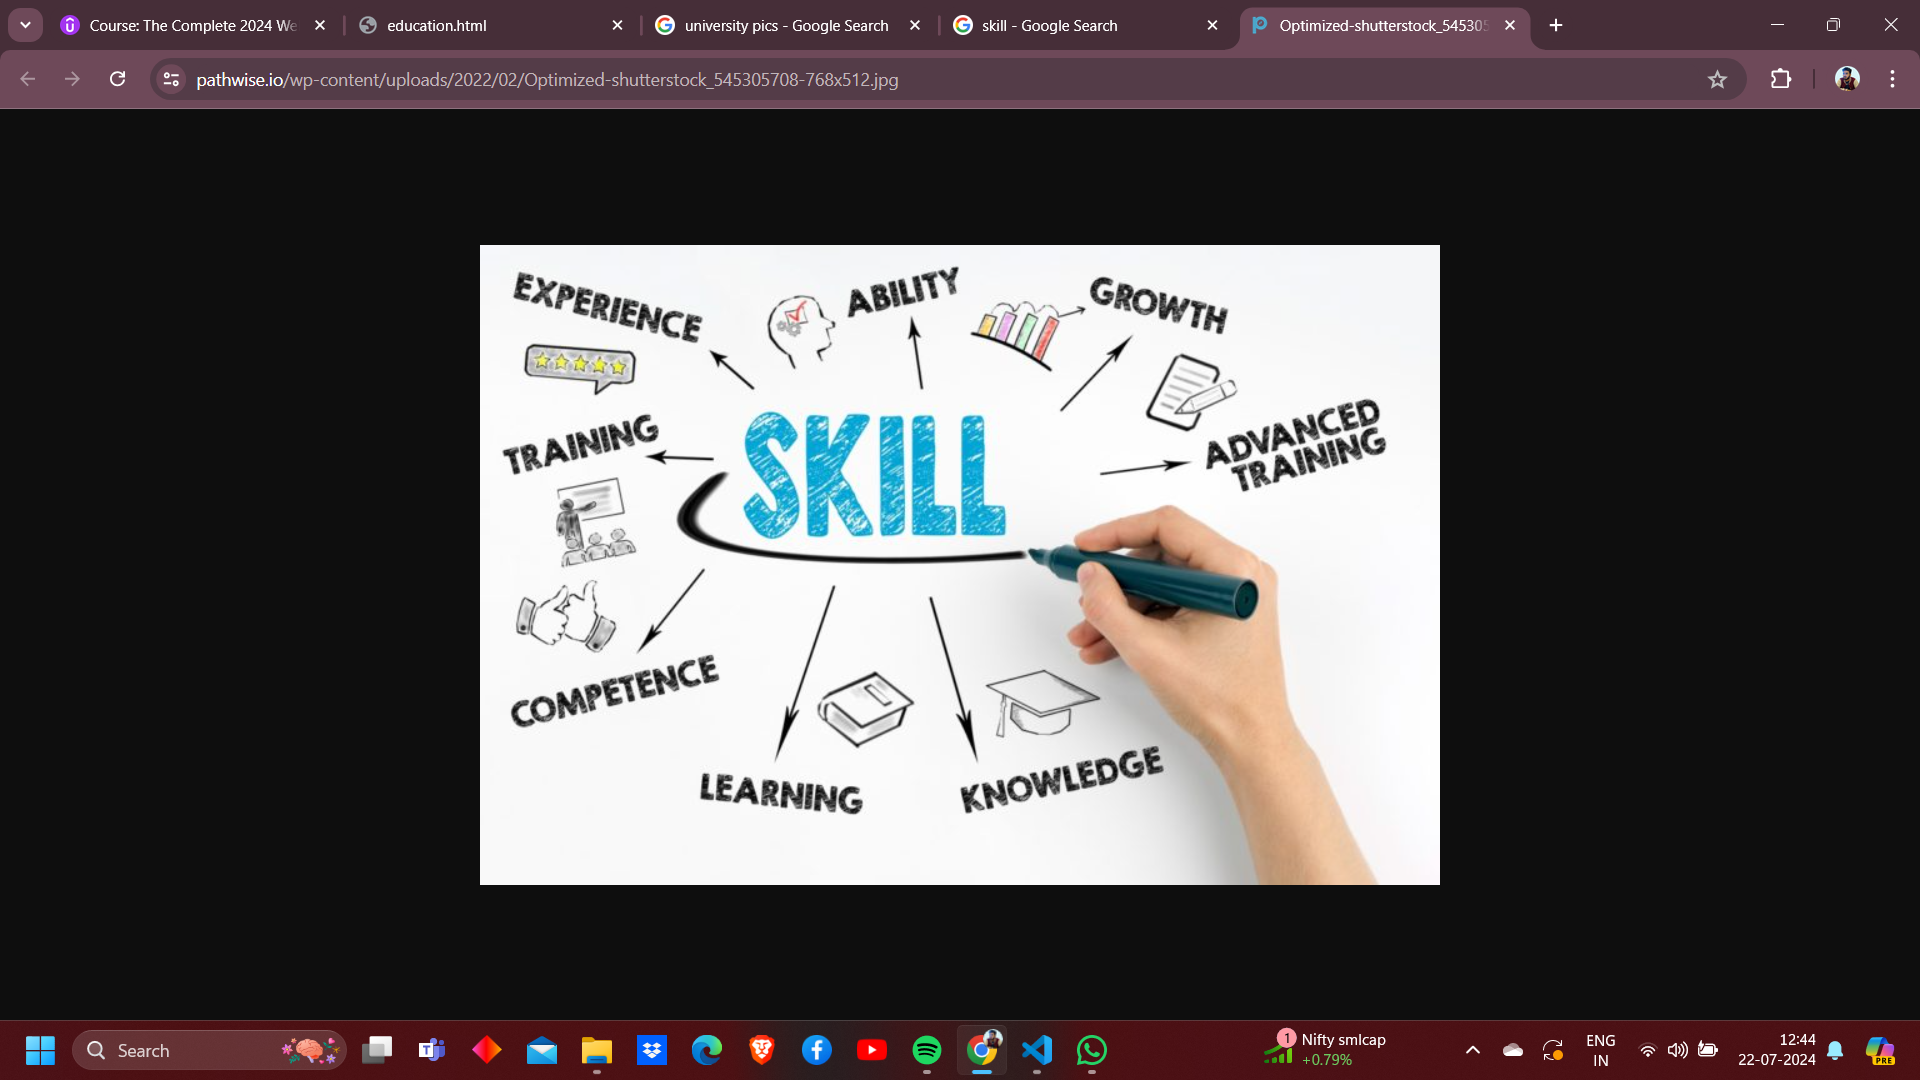 Course: The Complete 2024 We
education.html
university pics - Google Search
skill - Google Search
Optimized-shutterstock_54530
pathwise.io/wp-content/uploads/2022/02/Optimized-shutterstock_545305708-768x512.jpg
EXPERIENCE
ABILITY
GROWTH
TRAINING
SKILL
ADVANCED
TRAINING
COMPETENCE
LEARNING
KNOWLEDGE
Search
1
Nifty smlcap
+0.79%
ENG
IN
12:44
22-07-2024
PRE